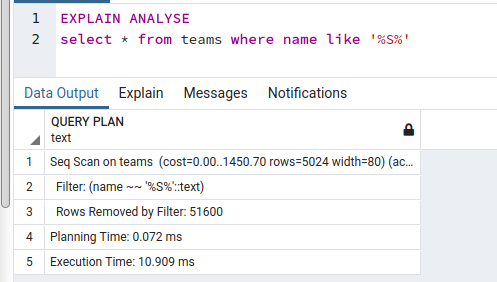 1 EXPLAIN ANALYSE
2 select * from teams where name like '%S%'
Data Output Explain Messages Notifications
QUERY PLAN
text
1 Seq Scan on teams (cost=0.00..1450.70 rows=5024 width=80) (ac...
2 Filter: (name ~~ '%S%'::text)
3 Rows Removed by Filter: 51600
4 Planning Time: 0.072 ms
5 Execution Time: 10.909 ms